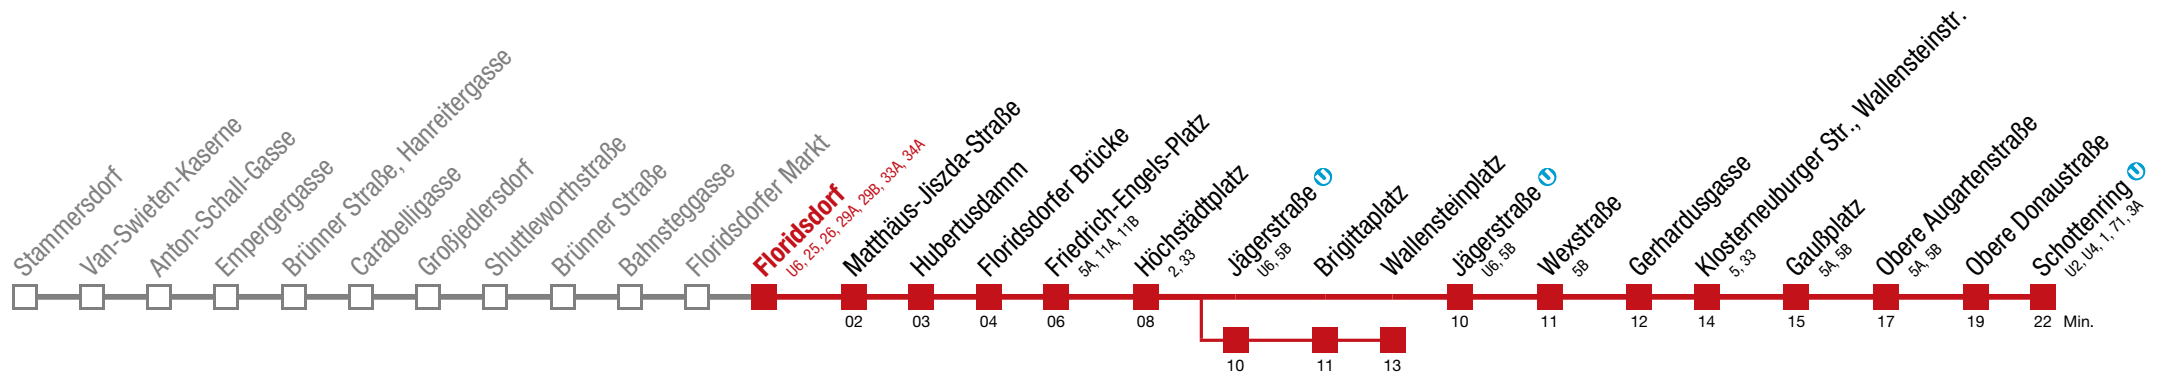 Stammersdorf
Van-Swieten-Kaserne
Anton-Schall-Gasse
Empergergasse
Brünner Straße, Hanreitergasse
Carabelligasse
Großjedlersdorf
Shuttleworthstraße
Brünner Straße
Bahnsteggasse
Floridsdorfer Markt
Floridsdorf
U6, 25, 26, 29A, 29B, 33A, 34A
Matthäus-Jiszda-Straße
Hubertusdamm
Floridsdorfer Brücke
Friedrich-Engels-Platz
5A, 11A, 11B
Höchstädtplatz
2, 33
Jägerstraße U
U6, 5B
Brigittaplatz
Wallensteinplatz
Jägerstraße U
U6, 5B
Wexstraße
5B
Gerhardusgasse
Klosterneuburger Str., Wallensteinstr.
5, 33
Gaußplatz
5A, 5B
Obere Augartenstraße
5A, 5B
Obere Donaustraße
Schottenring U
U2, U4, 1, 71, 3A
02 03 04 06 08 10 11 12 14 15 17 19 22 Min.
10 11 13